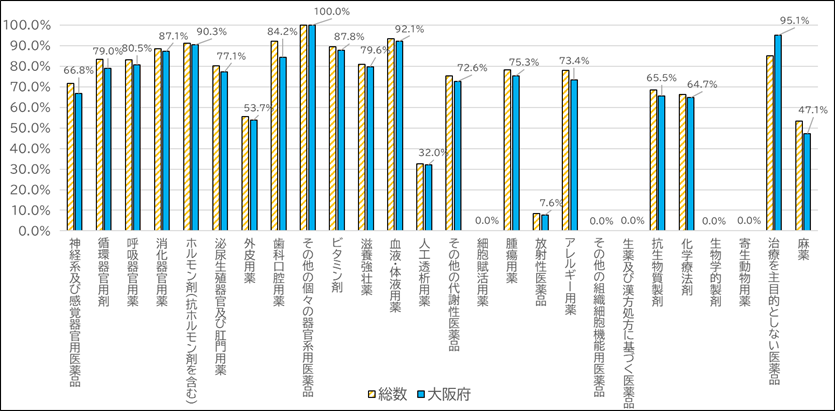 100.0%
90.0%
80.0%
70.0%
60.0%
50.0%
40.0%
30.0%
20.0%
10.0%
0.0%
66.8%
79.0%
80.5%
87.1%
90.3%
77.1%
53.7%
84.2%
100.0%
87.8%
79.6%
92.1%
32.0%
72.6%
0.0%
75.3%
7.6%
73.4%
0.0%
0.0%
65.5%
64.7%
0.0%
0.0%
95.1%
47.1%
神経系及び感覚器官用医薬品
循環器官用剤
呼吸器官用薬
消化器官用薬
ホルモン剤(抗ホルモン剤を含む)
泌尿生殖器官及び肛門用薬
外皮用薬
歯科口腔用薬
その他の個々の器官系用医薬品
ビタミン剤
滋養強壮薬
血液・体液用薬
人工透析用薬
その他の代謝性医薬品
細胞賦活用薬
腫瘍用薬
放射性医薬品
アレルギー用薬
その他の組織細胞機能用医薬品
生薬及び漢方処方に基づく医薬品
抗生物質製剤
化学療法剤
生物学的製剤
寄生動物用薬
治療を主目的としない医薬品
麻薬
総数 大阪府